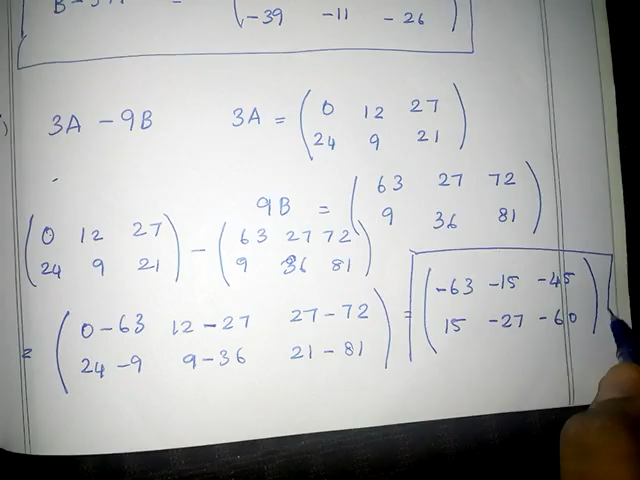 -39 -11 -26
3A - 9B 3A = ( 0 12 27
24 9 21 )
9B = ( 63 27 72
9 36 81 )
( 0 12 27
24 9 21 ) - ( 63 27 72
9 36 81 )
= ( 0-63 12-27 27-72
24-9 9-36 21-81 ) = ( -63 -15 -45
15 -27 -60 )